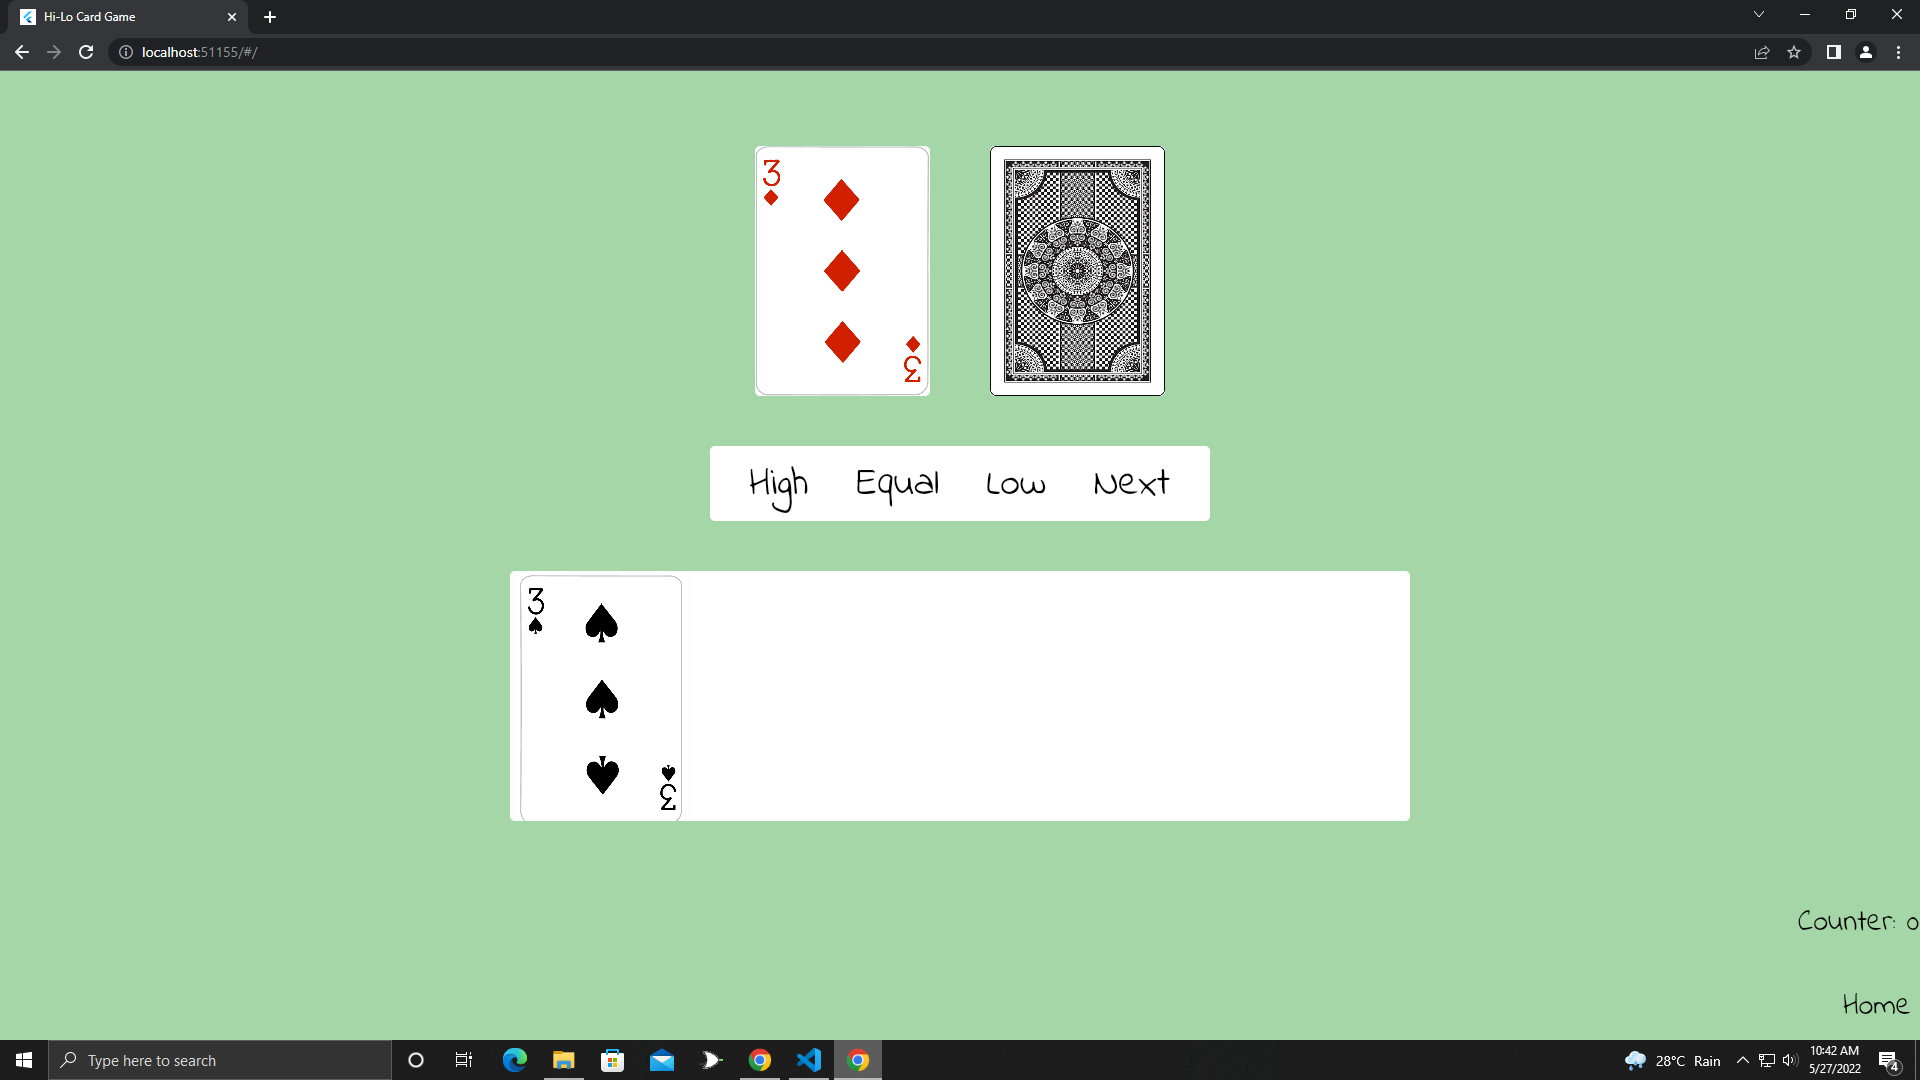 Hi-Lo Card Game
localhost:51155/#/
3
3
High Equal Low Next
3
3
Counter: 0
Home
Type here to search
28°C Rain
10:42 AM
5/27/2022
4